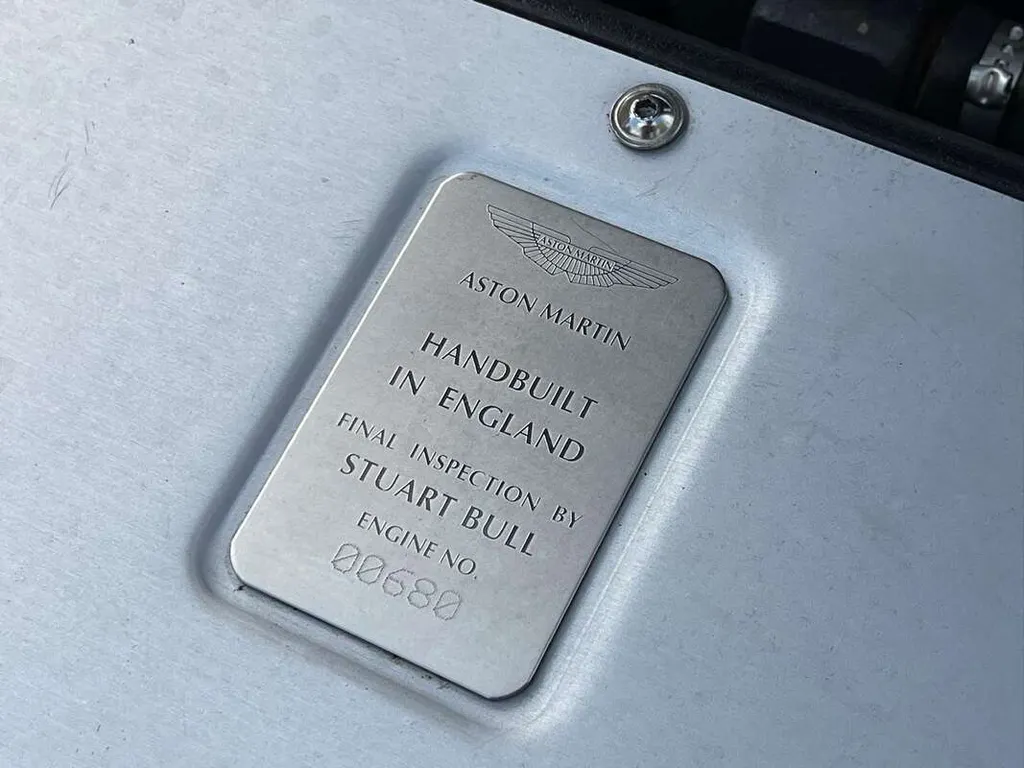 ASTON MARTIN
ASTON MARTIN
HANDBUILT
IN ENGLAND
FINAL INSPECTION BY
STUART BULL
ENGINE NO.
00680